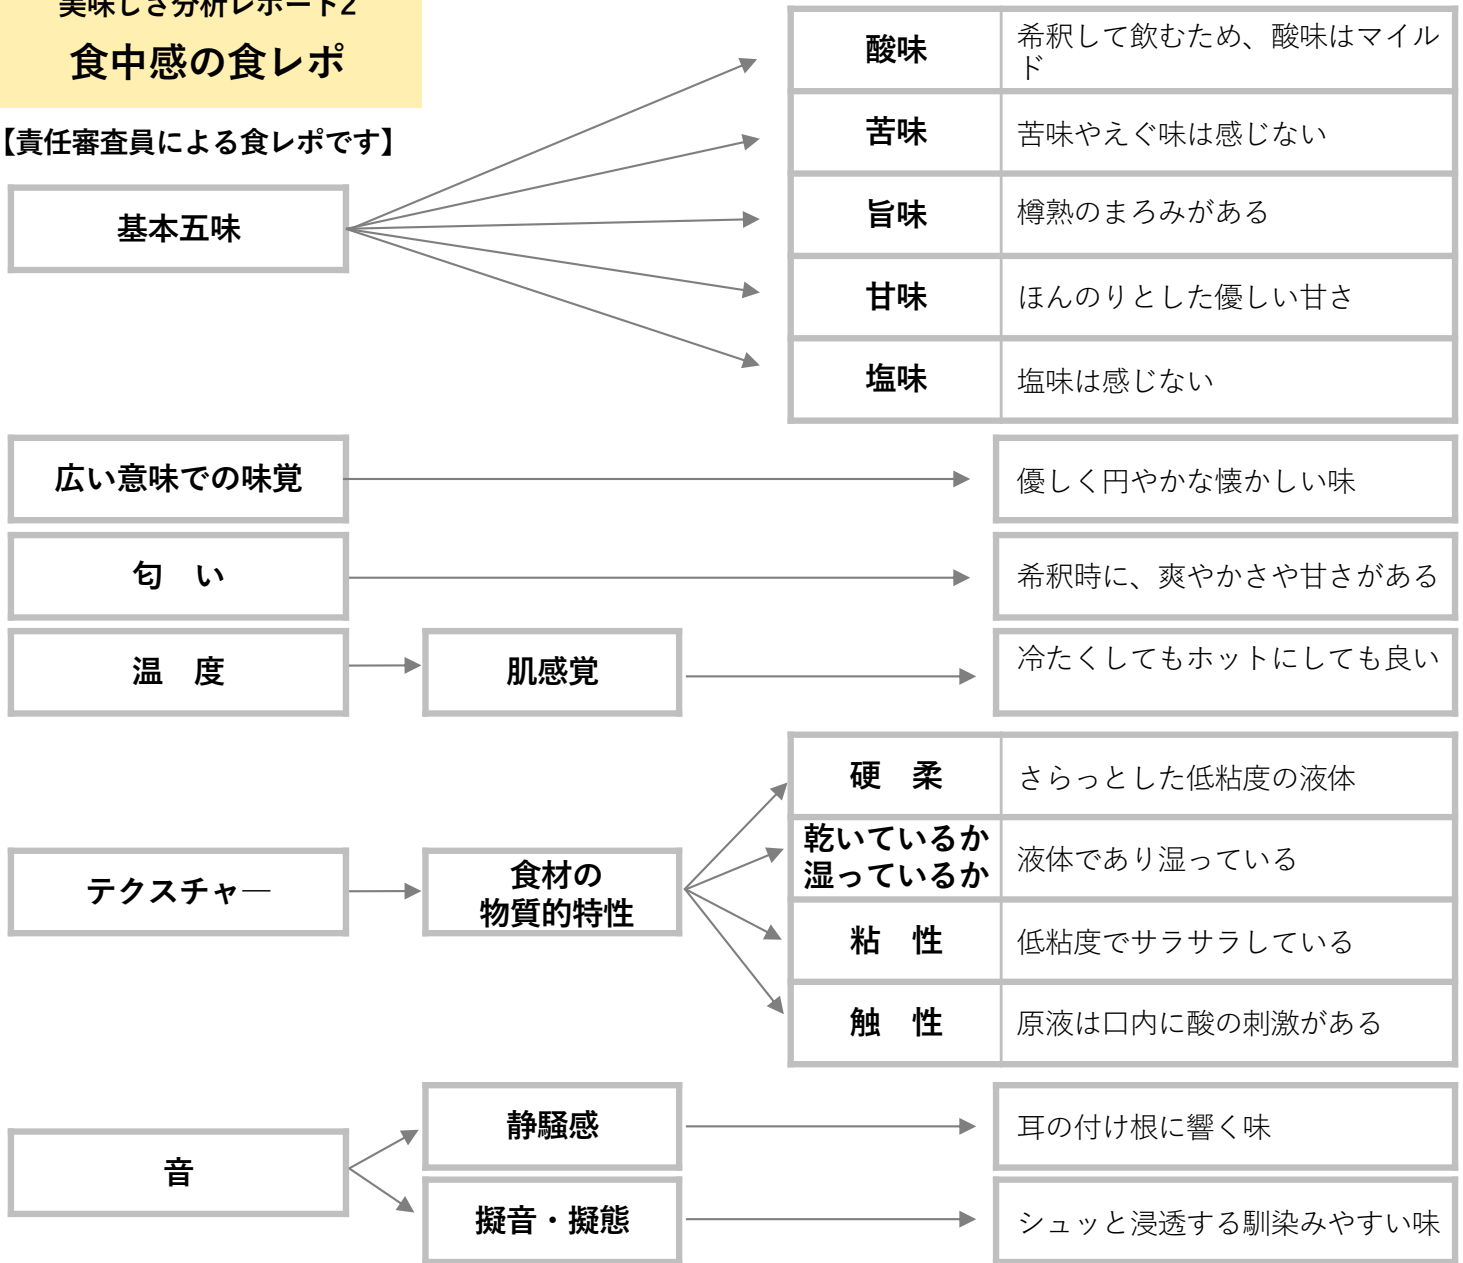 美味しさ分析レポート2
食中感の食レポ
【責任審査員による食レポです】
基本五味
酸味
希釈して飲むため、酸味はマイル
ド
苦味
苦味やえぐ味は感じない
旨味
樽熟のまろみがある
甘味
ほんのりとした優しい甘さ
塩味
塩味は感じない
広い意味での味覚
優しく円やかな懐かしい味
匂　い
希釈時に、爽やかさや甘さがある
温　度
肌感覚
冷たくしてもホットにしても良い
テクスチャ―
食材の
物質的特性
硬　柔
さらっとした低粘度の液体
乾いているか
湿っているか
液体であり湿っている
粘　性
低粘度でサラサラしている
触　性
原液は口内に酸の刺激がある
音
静騒感
耳の付け根に響く味
擬音・擬態
シュッと浸透する馴染みやすい味